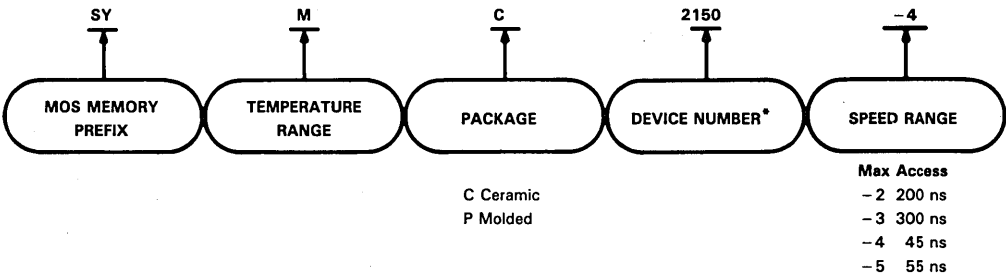 SY M C 2150 −4
MOS MEMORY PREFIX
TEMPERATURE RANGE
PACKAGE
DEVICE NUMBER*
SPEED RANGE
C Ceramic
P Molded
Max Access
−2 200 ns
−3 300 ns
−4 45 ns
−5 55 ns